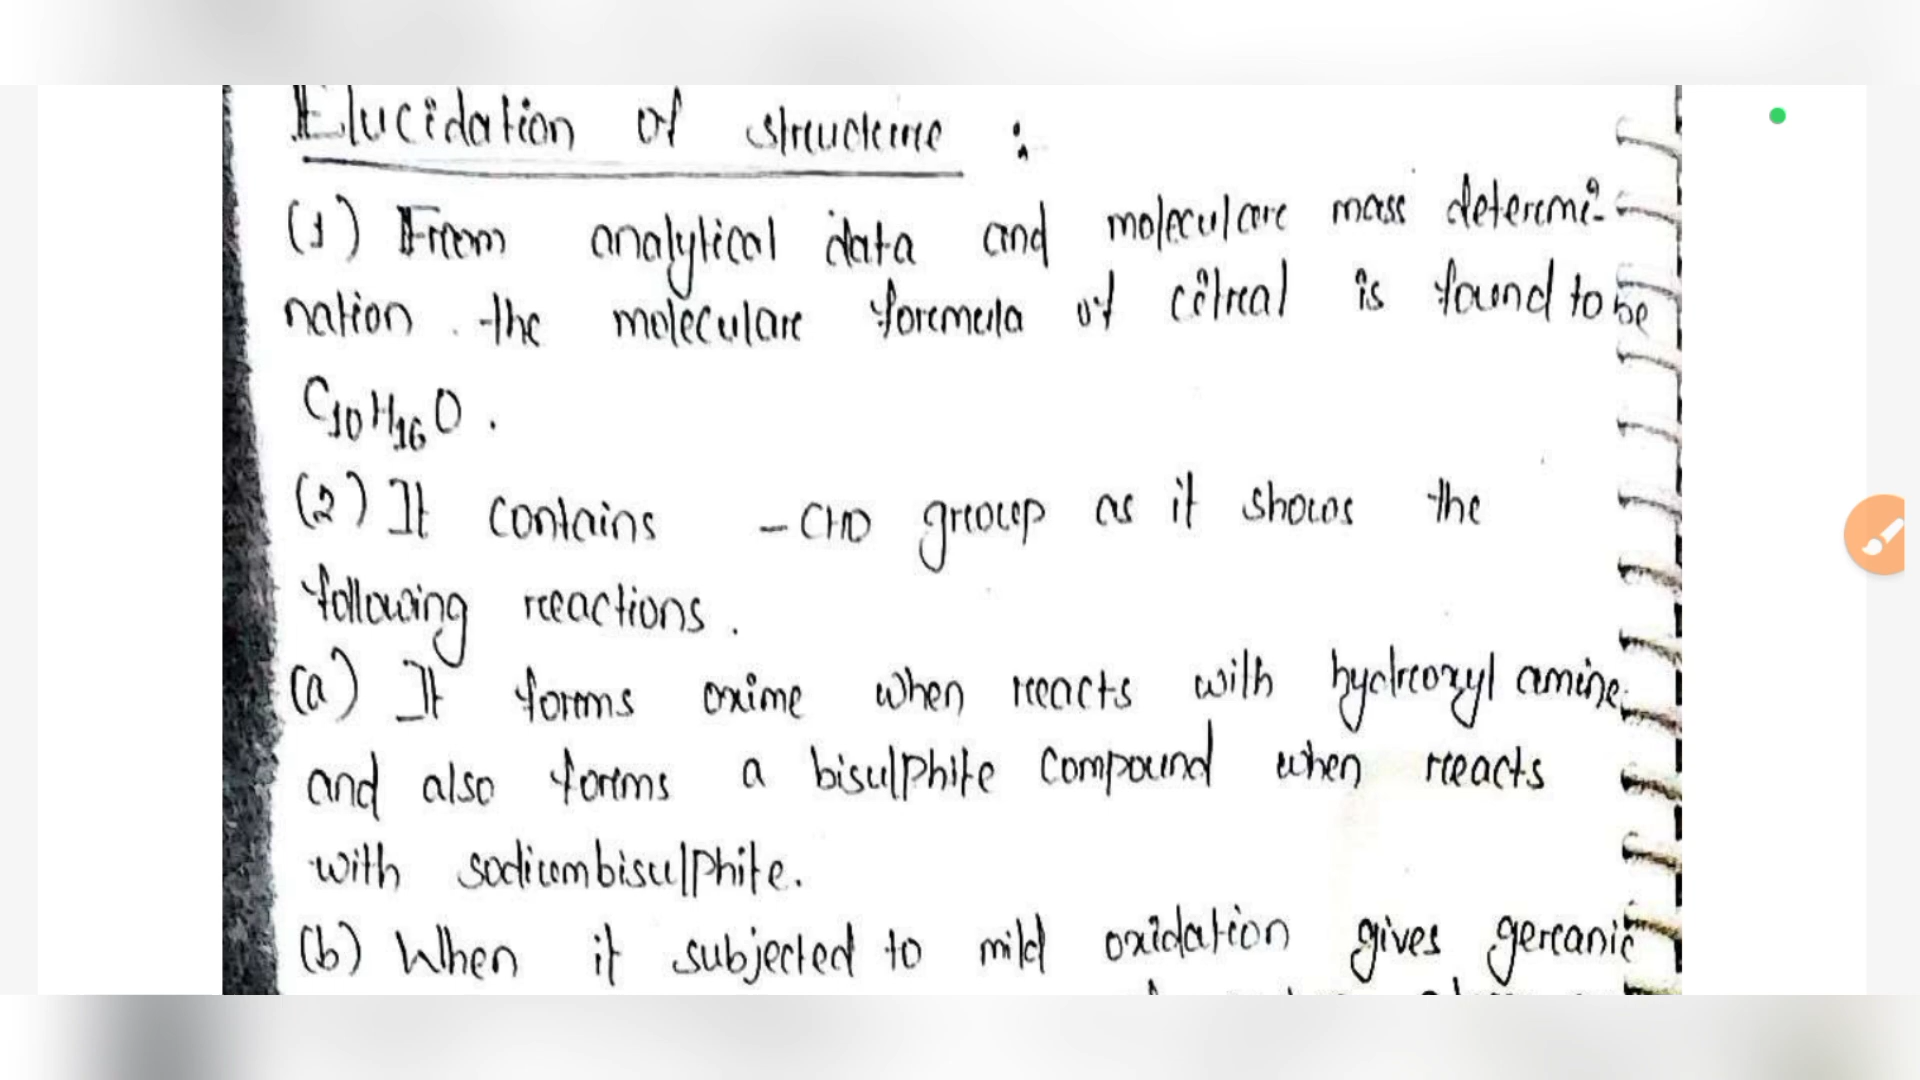 Elucidation of structure :
(1) From analytical data and molecular mass determi-
nation the molecular formula of citral is found to be
C₁₀H₁₆O .
(2) It contains - CHO group as it shows the
following reactions .
(a) It forms oxime when reacts with hydroxyl amine
and also forms a bisulphite compound when reacts
with sodium bisulphite.
(b) When it subjected to mild oxidation gives geranic